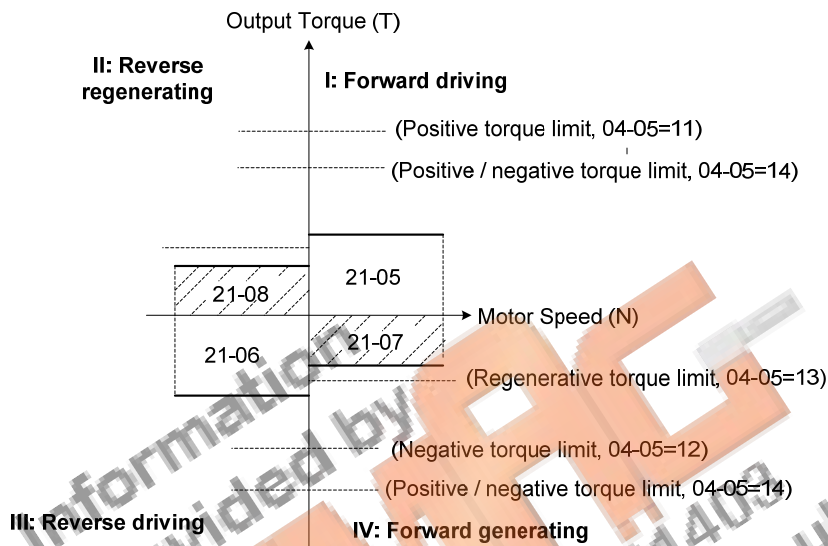 Output Torque (T)
II: Reverse
regenerating
I: Forward driving
(Positive torque limit, 04-05=11)
(Positive / negative torque limit, 04-05=14)
21-05
21-08
Motor Speed (N)
21-07
21-06
(Regenerative torque limit, 04-05=13)
(Negative torque limit, 04-05=12)
(Positive / negative torque limit, 04-05=14)
III: Reverse driving
IV: Forward generating
Information
by